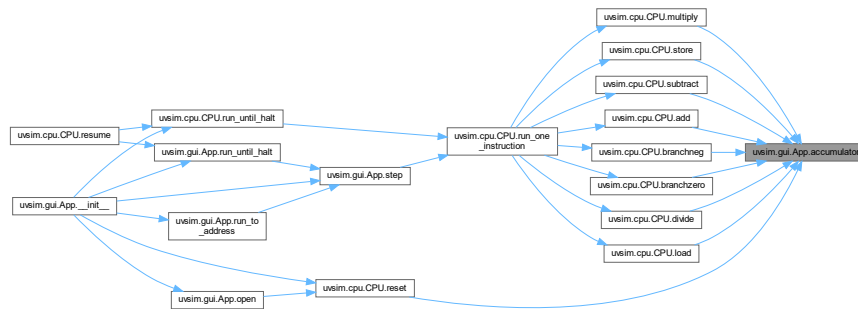 uvsim.cpu.CPU.multiply
uvsim.cpu.CPU.store
uvsim.cpu.CPU.subtract
uvsim.cpu.CPU.run_until_halt
uvsim.cpu.CPU.add
uvsim.cpu.CPU.resume
uvsim.cpu.CPU.run_one
_instruction
uvsim.gui.App.run_until_halt
uvsim.cpu.CPU.branchneg
uvsim.gui.App.accumulator
uvsim.gui.App.step
uvsim.cpu.CPU.branchzero
uvsim.gui.App.__init__
uvsim.gui.App.run_to
_address
uvsim.cpu.CPU.divide
uvsim.cpu.CPU.load
uvsim.cpu.CPU.reset
uvsim.gui.App.open